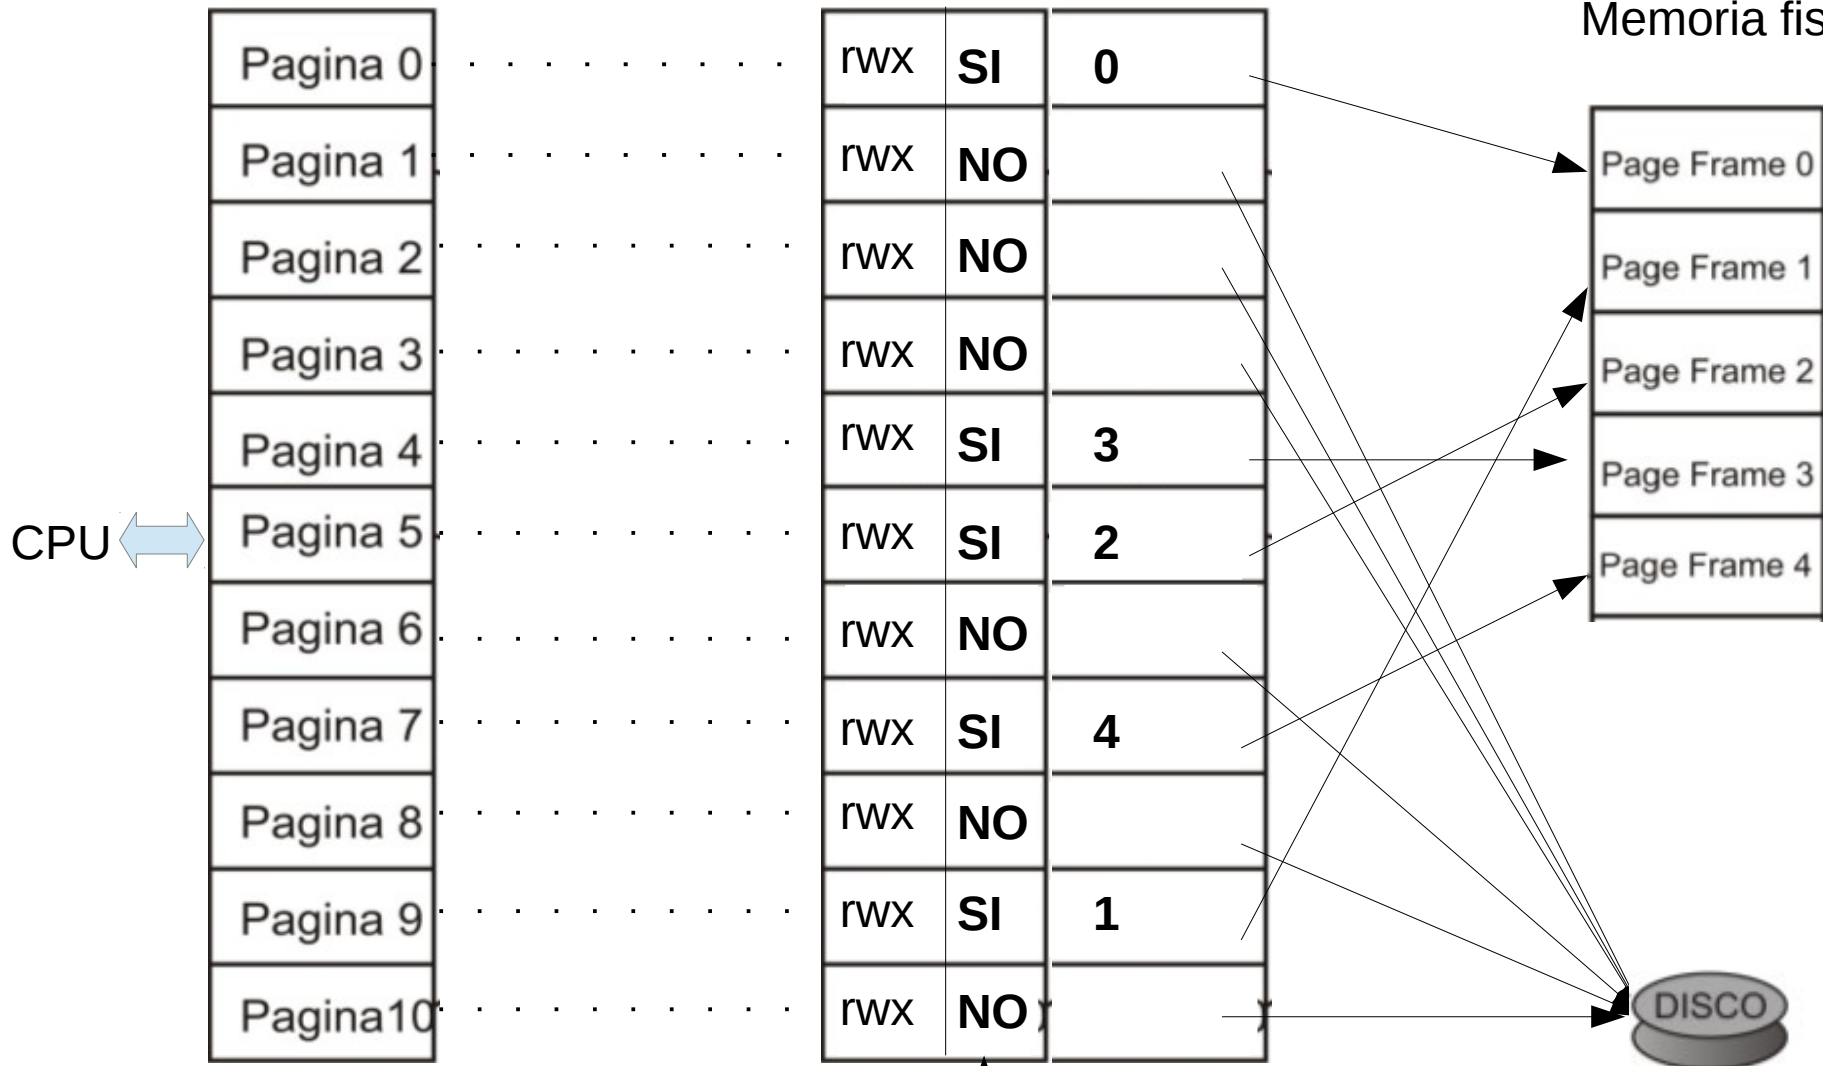 Memoria fis
Pagina 0 rwx SI 0
Page Frame 0
Pagina 1 rwx NO
Pagina 2 rwx NO
Page Frame 1
Pagina 3 rwx NO
Page Frame 2
Pagina 4 rwx SI 3
Page Frame 3
CPU Pagina 5 rwx SI 2
Page Frame 4
Pagina 6 rwx NO
Pagina 7 rwx SI 4
Pagina 8 rwx NO
Pagina 9 rwx SI 1
Pagina10 rwx NO
DISCO